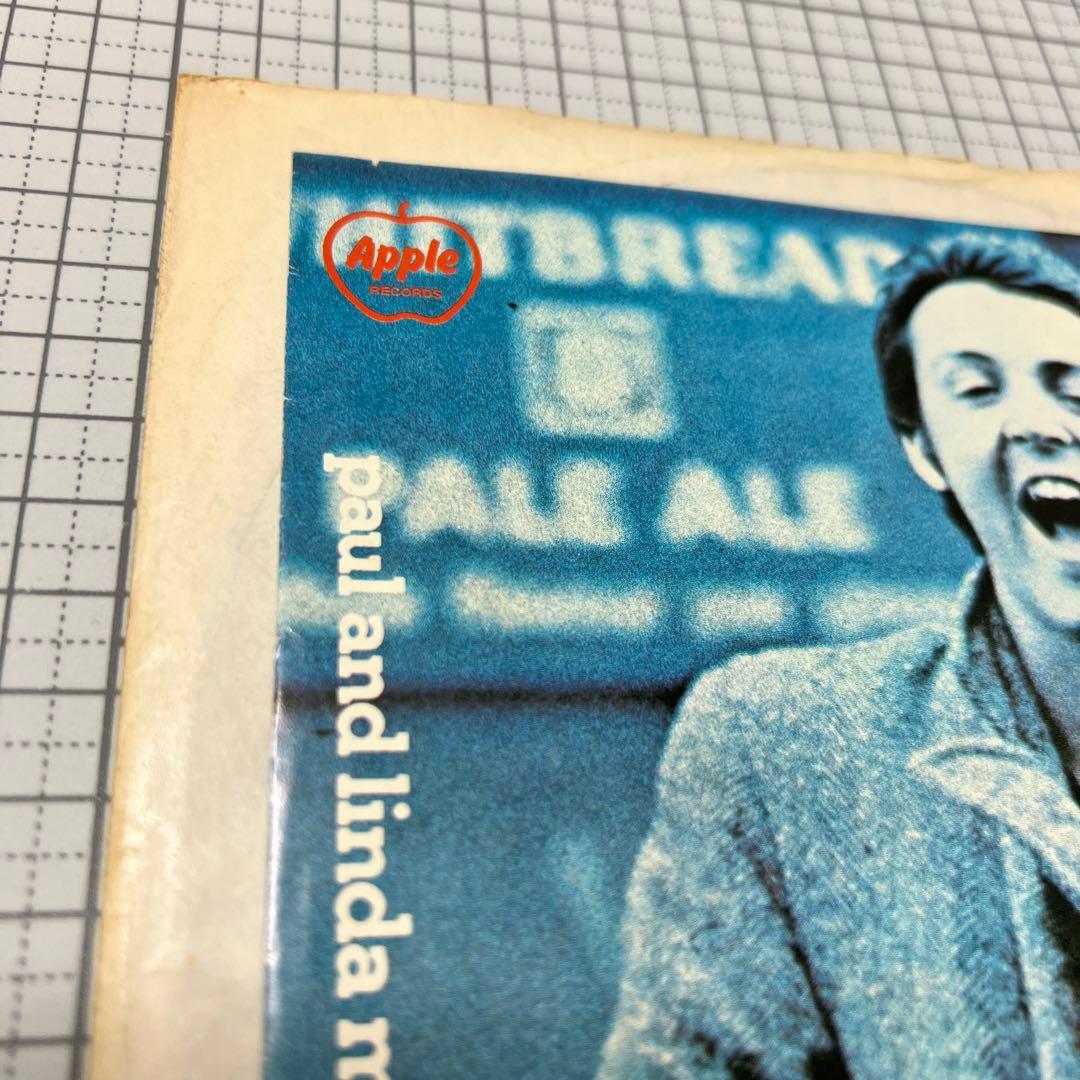 Apple
RECORDS
TBREAD
PALE ALE
paul and linda m